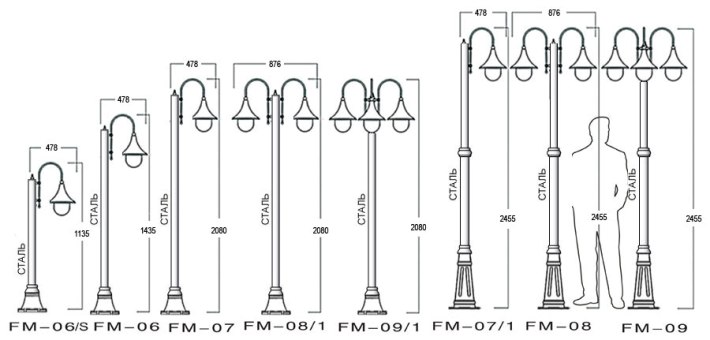 478
1135
СТАЛЬ
FM-06/S
478
1435
СТАЛЬ
FM-06
478
2080
СТАЛЬ
FM-07
876
2080
СТАЛЬ
FM-08/1
2080
СТАЛЬ
FM-09/1
478
2455
СТАЛЬ
FM-07/1
876
2455
СТАЛЬ
FM-08
2455
СТАЛЬ
FM-09